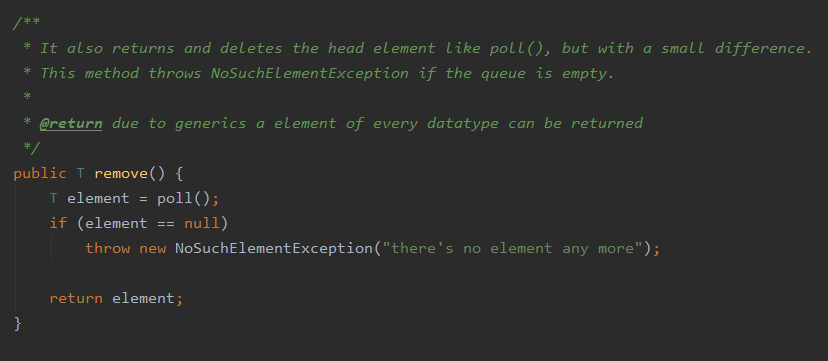 /**
 * It also returns and deletes the head element like poll(), but with a small difference.
 * This method throws NoSuchElementException if the queue is empty.
 *
 * @return due to generics a element of every datatype can be returned
 */
public T remove() {
    T element = poll();
    if (element == null)
        throw new NoSuchElementException("there's no element any more");
    return element;
}